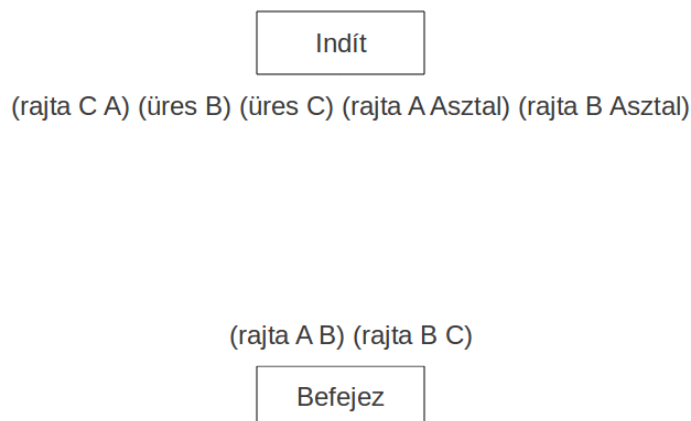 Indít
(rajta C A) (üres B) (üres C) (rajta A Asztal) (rajta B Asztal)
(rajta A B) (rajta B C)
Befejez